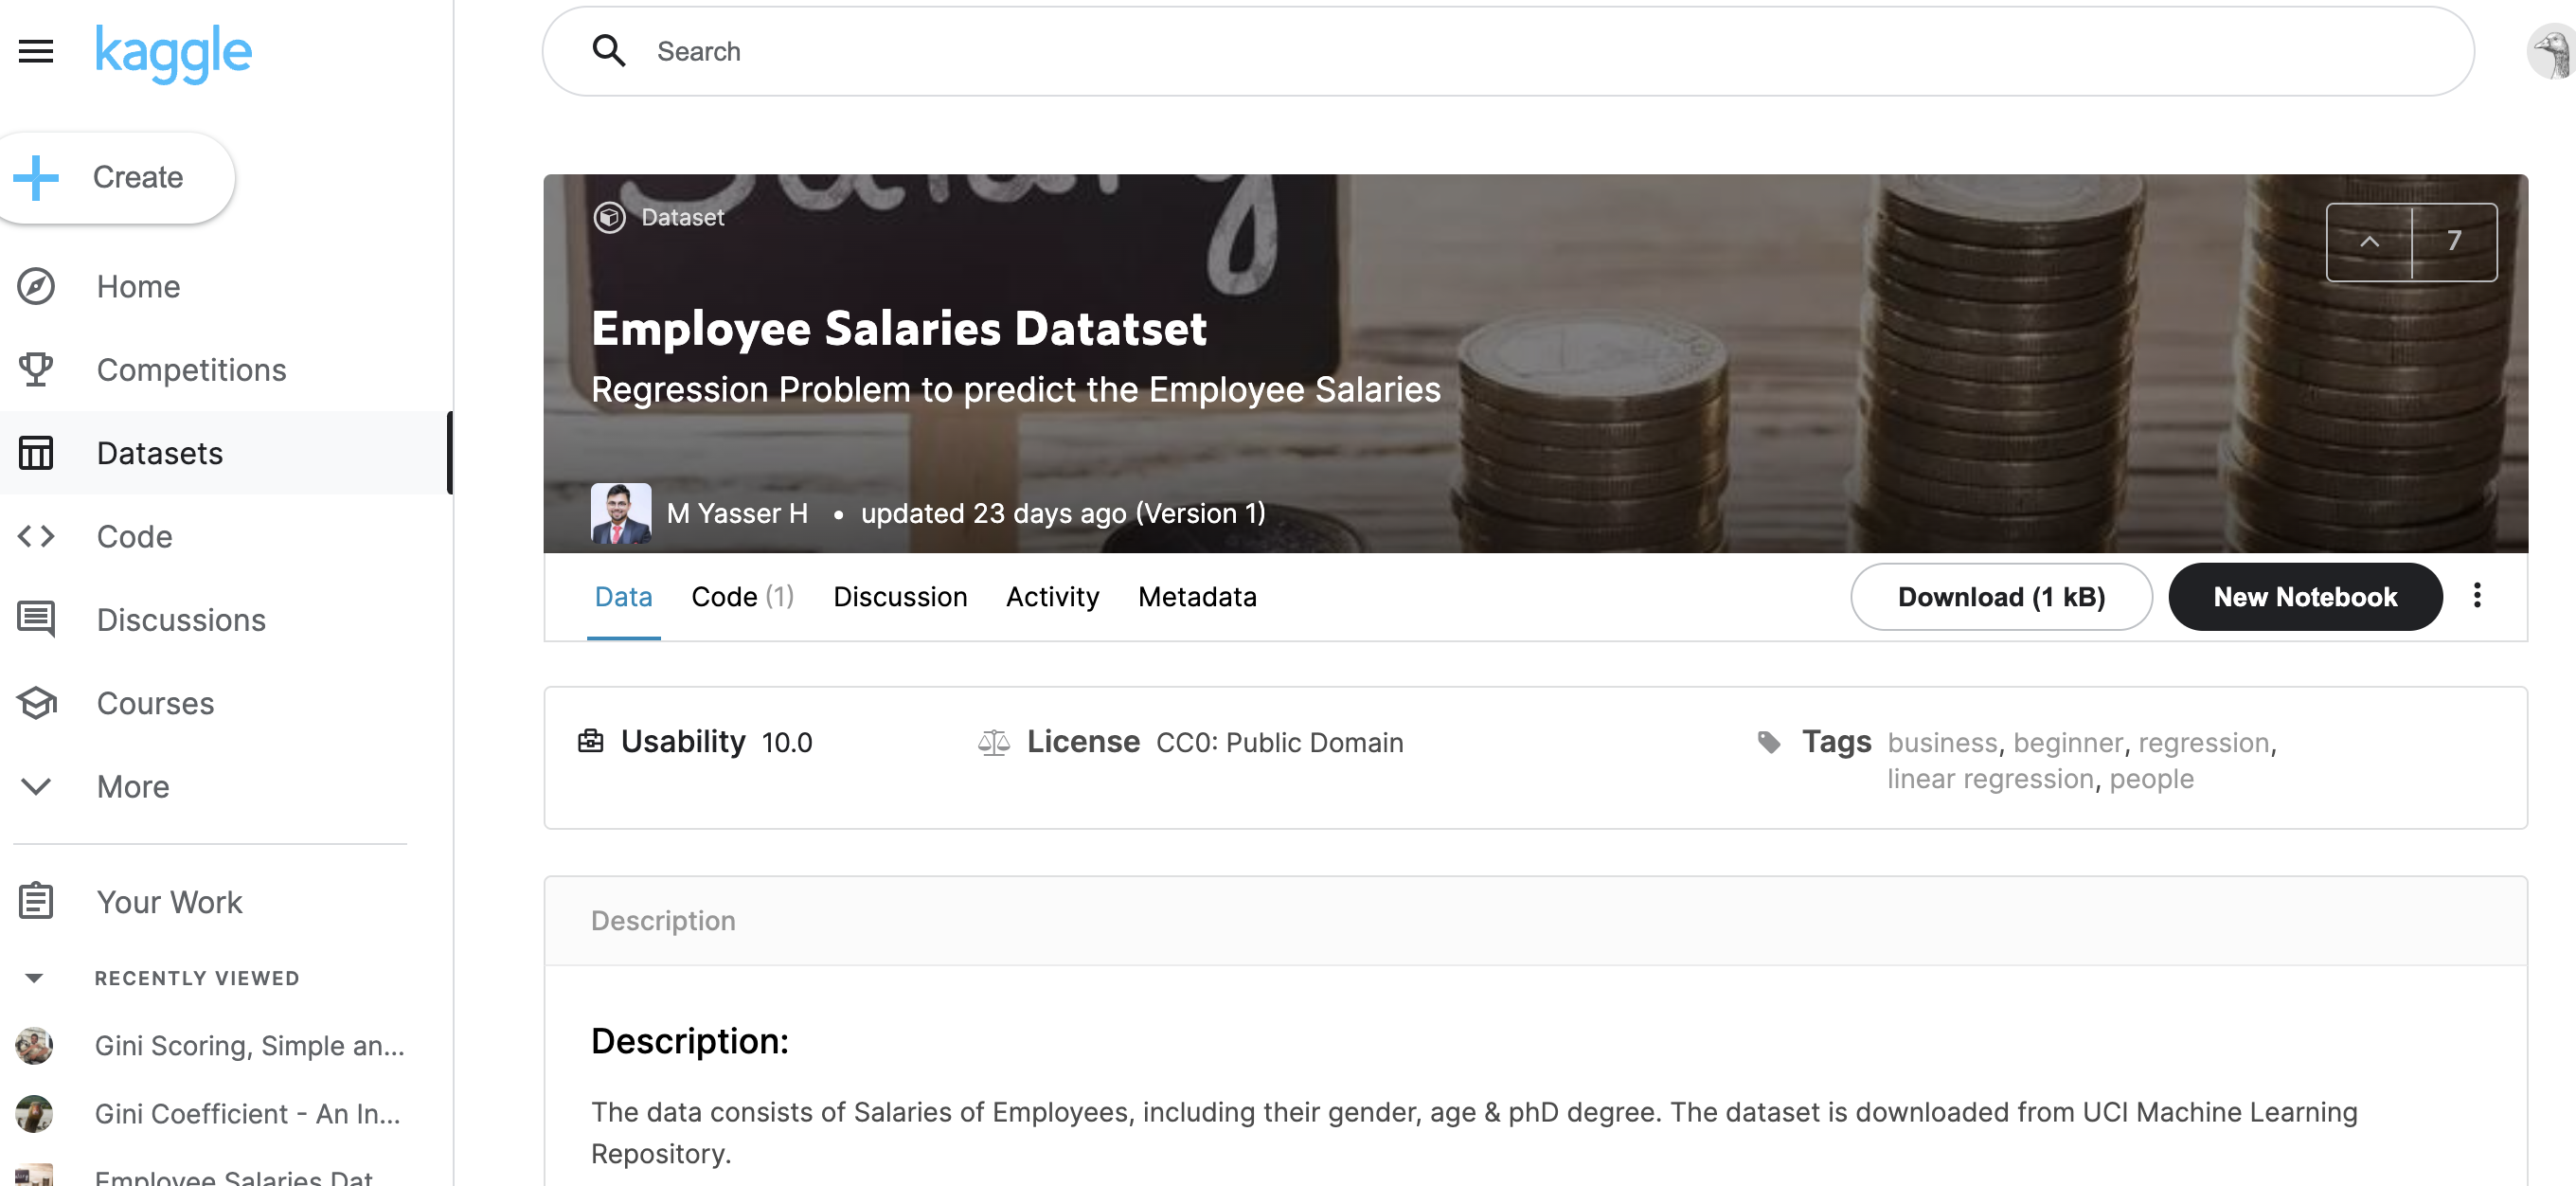 kaggle
Search
Create
Home
Competitions
Datasets
Code
Discussions
Courses
More
Your Work
RECENTLY VIEWED
Gini Scoring, Simple an...
Gini Coefficient - An In...
Employee Salaries Dat
Salary
Dataset
7
Employee Salaries Datatset
Regression Problem to predict the Employee Salaries
M Yasser H • updated 23 days ago (Version 1)
Data Code (1) Discussion Activity Metadata
Download (1 kB) New Notebook
Usability 10.0 License CC0: Public Domain Tags business, beginner, regression,
linear regression, people
Description
Description:
The data consists of Salaries of Employees, including their gender, age & phD degree. The dataset is downloaded from UCI Machine Learning
Repository.